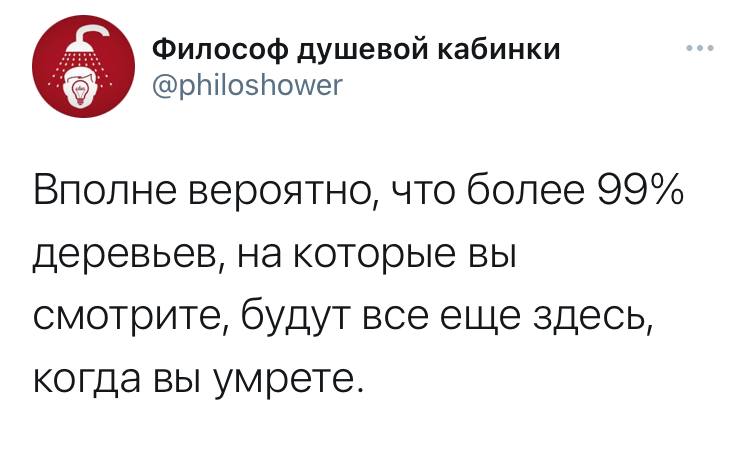 Философ душевой кабинки
@philoshower
Вполне вероятно, что более 99%
деревьев, на которые вы
смотрите, будут все еще здесь,
когда вы умрете.